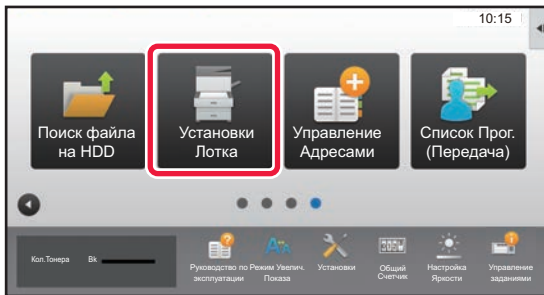 10:15
Поиск файла
на HDD
Установки
Лотка
Управление
Адресами
Список Прог.
(Передача)
Кол.Тонера Bk
Руководство по
эксплуатации
Режим Увелич.
Показа
Установки
Общий
Счетчик
Настройка
Яркости
Управление
заданиями